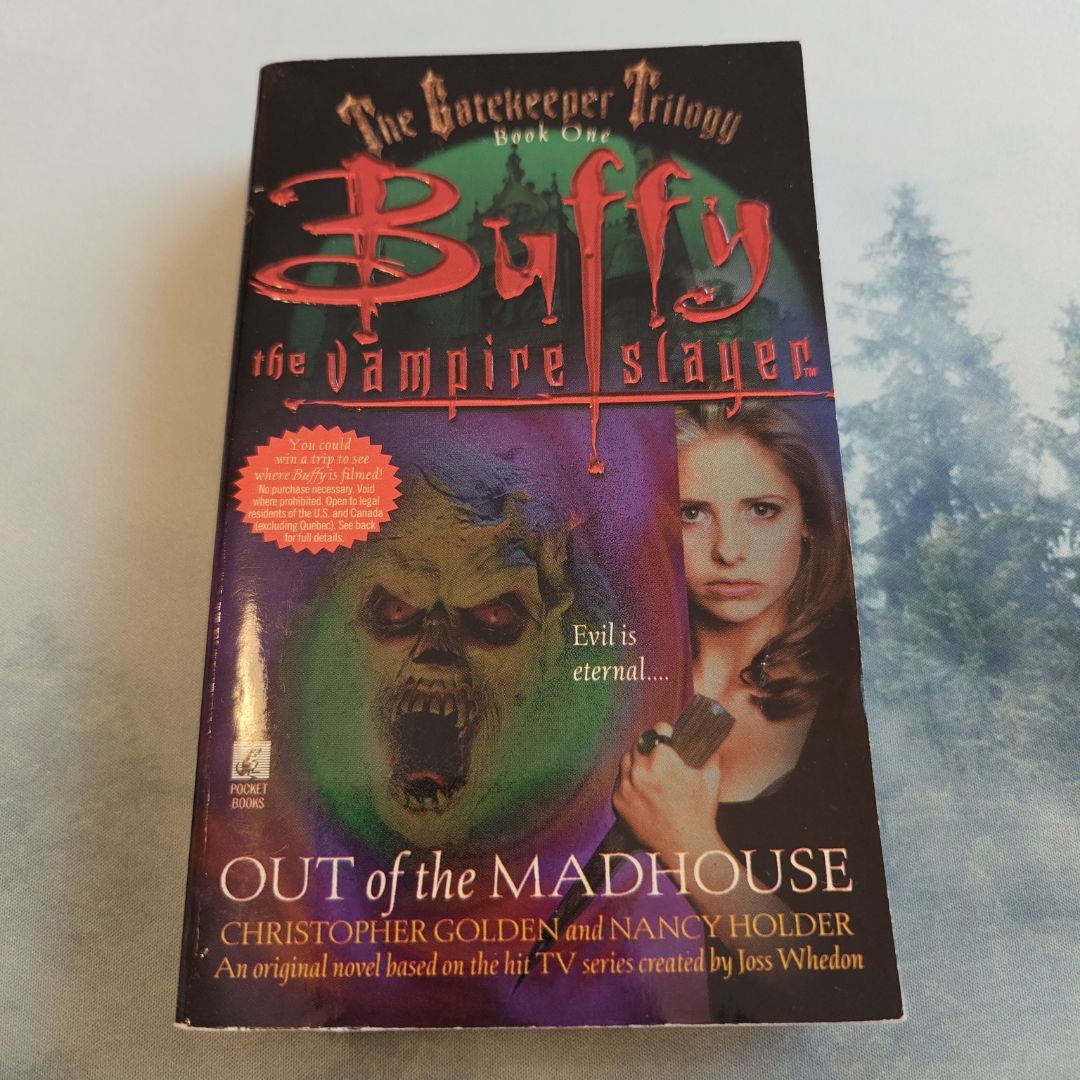 The Gatekeeper Trilogy
Book One
Buffy
the vampire slayer™
You could
win a trip to see
where Buffy is filmed!
No purchase necessary. Void
where prohibited. Open to legal
residents of the U.S. and Canada
(excluding Quebec). See back
for full details.
Evil is
eternal....
POCKET
BOOKS
OUT of the MADHOUSE
CHRISTOPHER GOLDEN and NANCY HOLDER
An original novel based on the hit TV series created by Joss Whedon